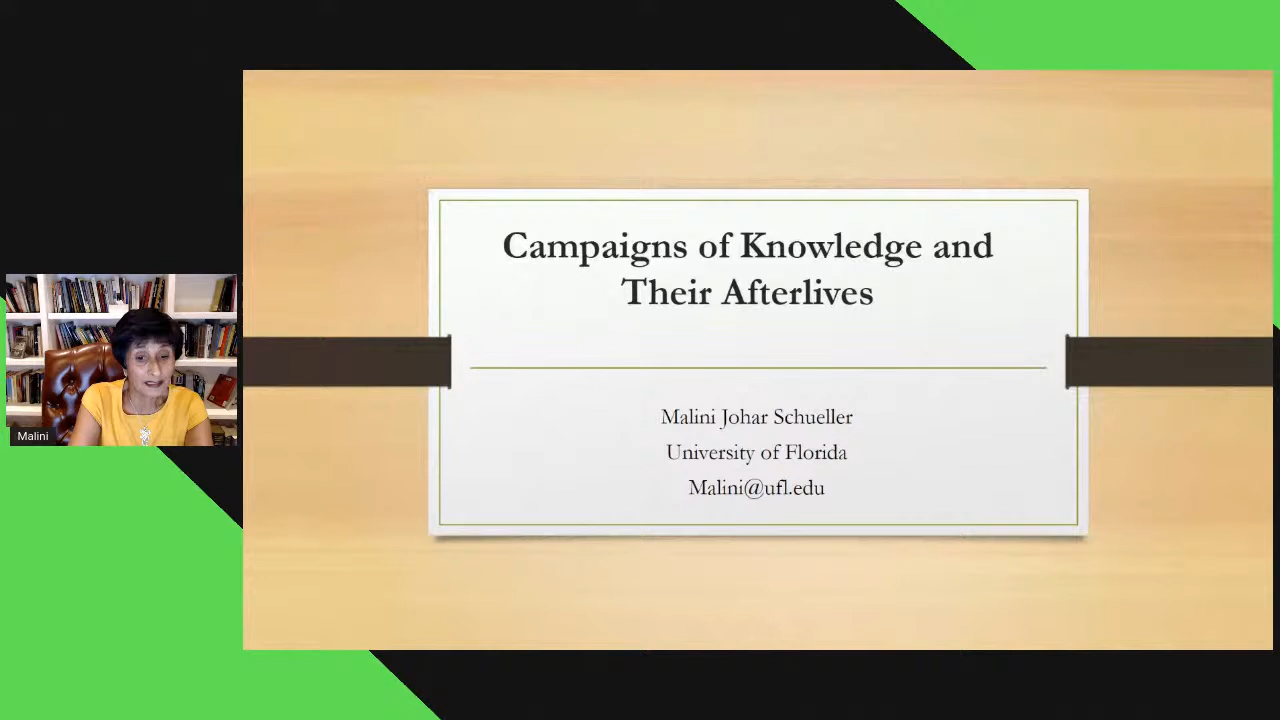 Campaigns of Knowledge and
Their Afterlives
Malini Johar Schueller
University of Florida
Malini@ufl.edu
Malini